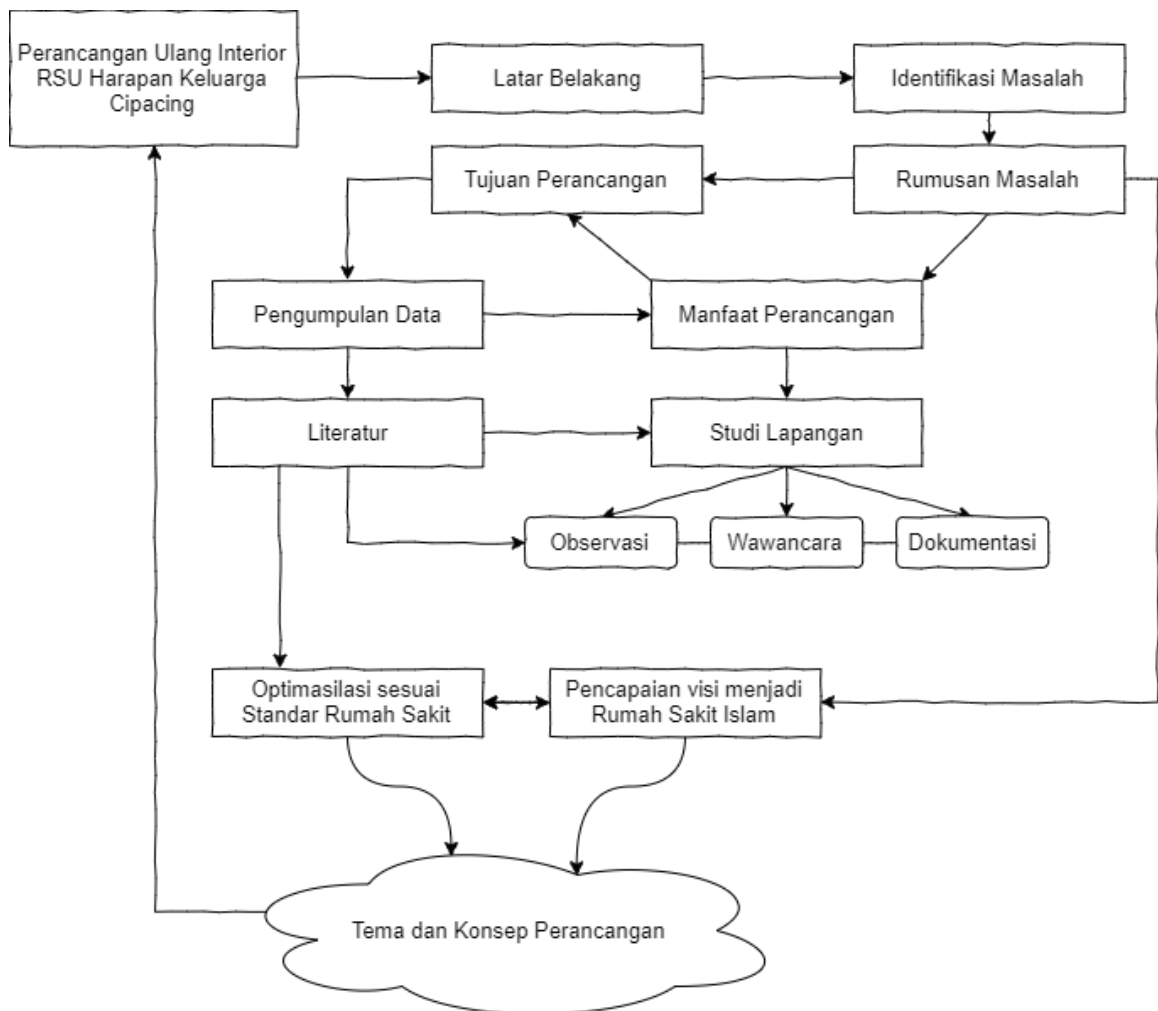 Perancangan Ulang Interior
RSU Harapan Keluarga
Cipacing
Latar Belakang
Identifikasi Masalah
Tujuan Perancangan
Rumusan Masalah
Pengumpulan Data
Manfaat Perancangan
Literatur
Studi Lapangan
Observasi
Wawancara
Dokumentasi
Optimasilasi sesuai
Standar Rumah Sakit
Pencapaian visi menjadi
Rumah Sakit Islam
Tema dan Konsep Perancangan